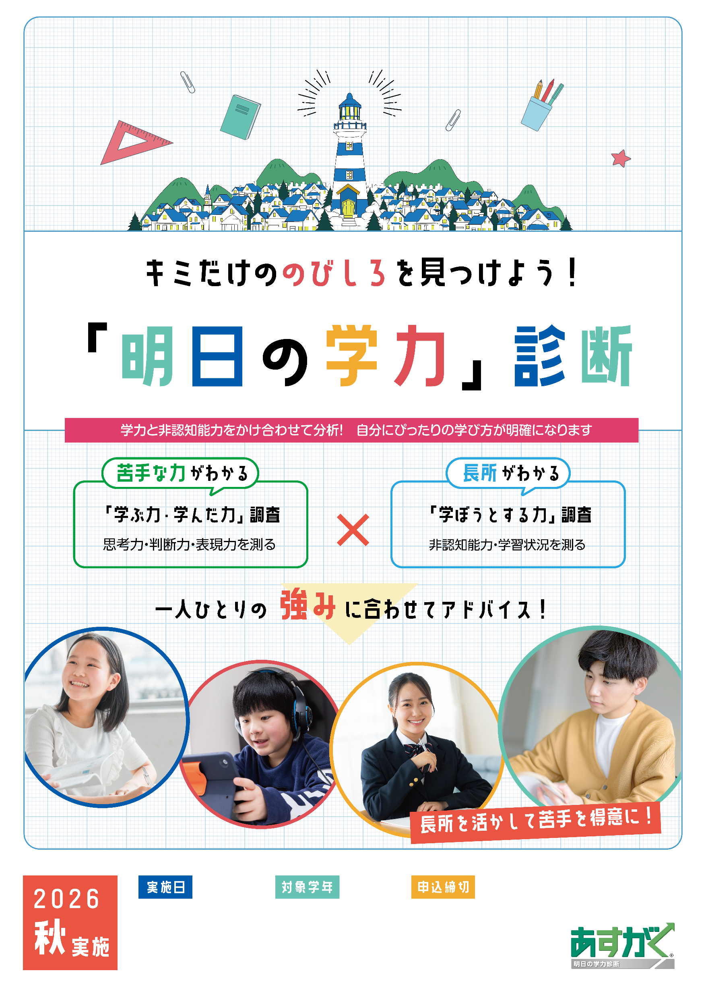 キミだけののびしろを見つけよう！
「明日の学力」診断
学力と非認知能力をかけ合わせて分析！ 自分にぴったりの学び方が明確になります
苦手な力がわかる
「学ぶ力・学んだ力」調査
思考力・判断力・表現力を測る
×
長所がわかる
「学ぼうとする力」調査
非認知能力・学習状況を測る
一人ひとりの強みに合わせてアドバイス！
長所を活かして苦手を得意に！
2026
秋実施
実施日
対象学年
申込締切
あすがく®
明日の学力診断